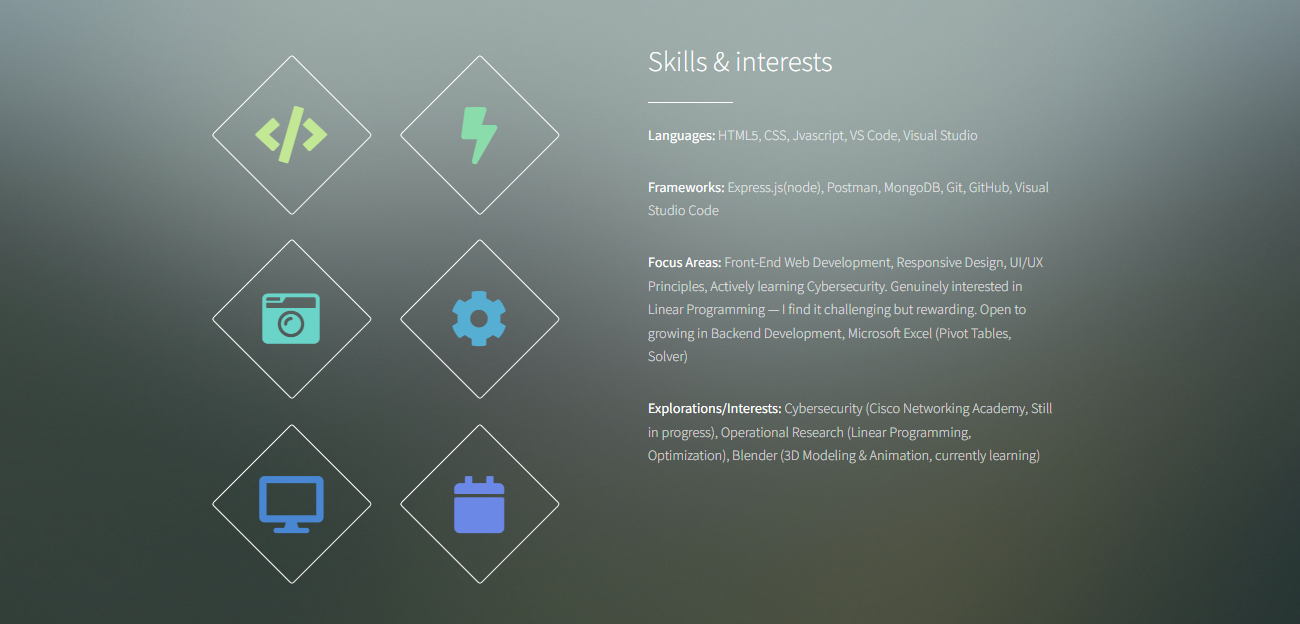 Skills & interests
Languages: HTML5, CSS, Jvascript, VS Code, Visual Studio
Frameworks: Express.js(node), Postman, MongoDB, Git, GitHub, Visual
Studio Code
Focus Areas: Front-End Web Development, Responsive Design, UI/UX
Principles, Actively learning Cybersecurity. Genuinely interested in
Linear Programming — I find it challenging but rewarding. Open to
growing in Backend Development, Microsoft Excel (Pivot Tables,
Solver)
Explorations/Interests: Cybersecurity (Cisco Networking Academy, Still
in progress), Operational Research (Linear Programming,
Optimization), Blender (3D Modeling & Animation, currently learning)